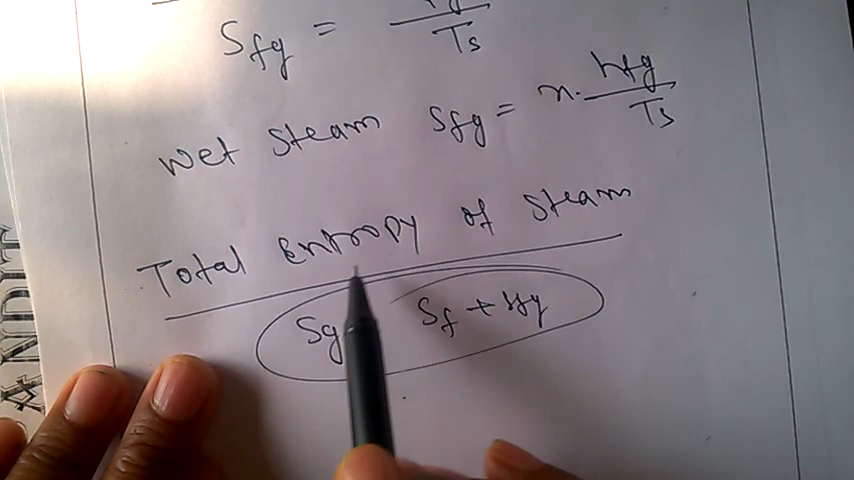 Sfg = hfg / Ts
Wet Steam Sfg = x. hfg / Ts
Total Entropy of Steam
Sg Sf + Sfg